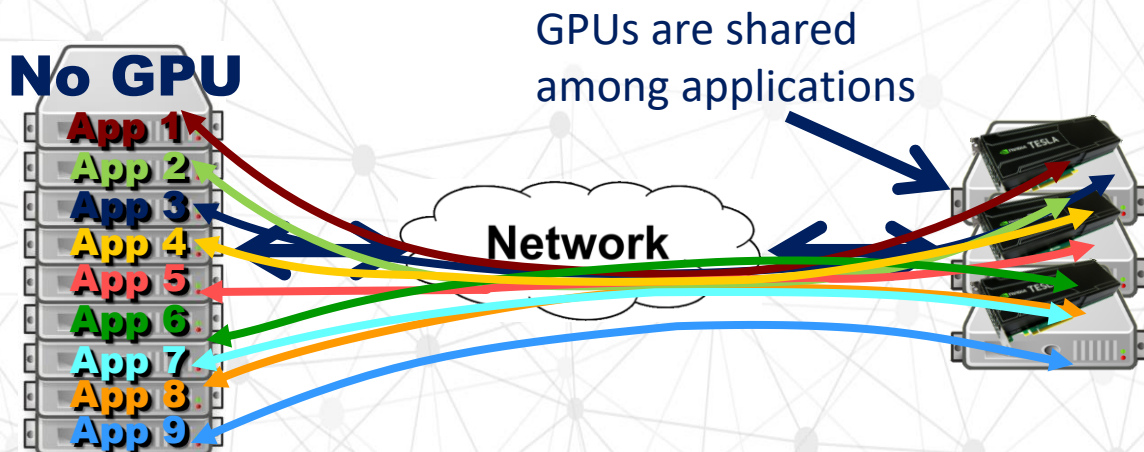 GPUs are shared
among applications
No GPU
App 1
App 2
App 3
App 4
App 5
App 6
App 7
App 8
App 9
Network
TESLA